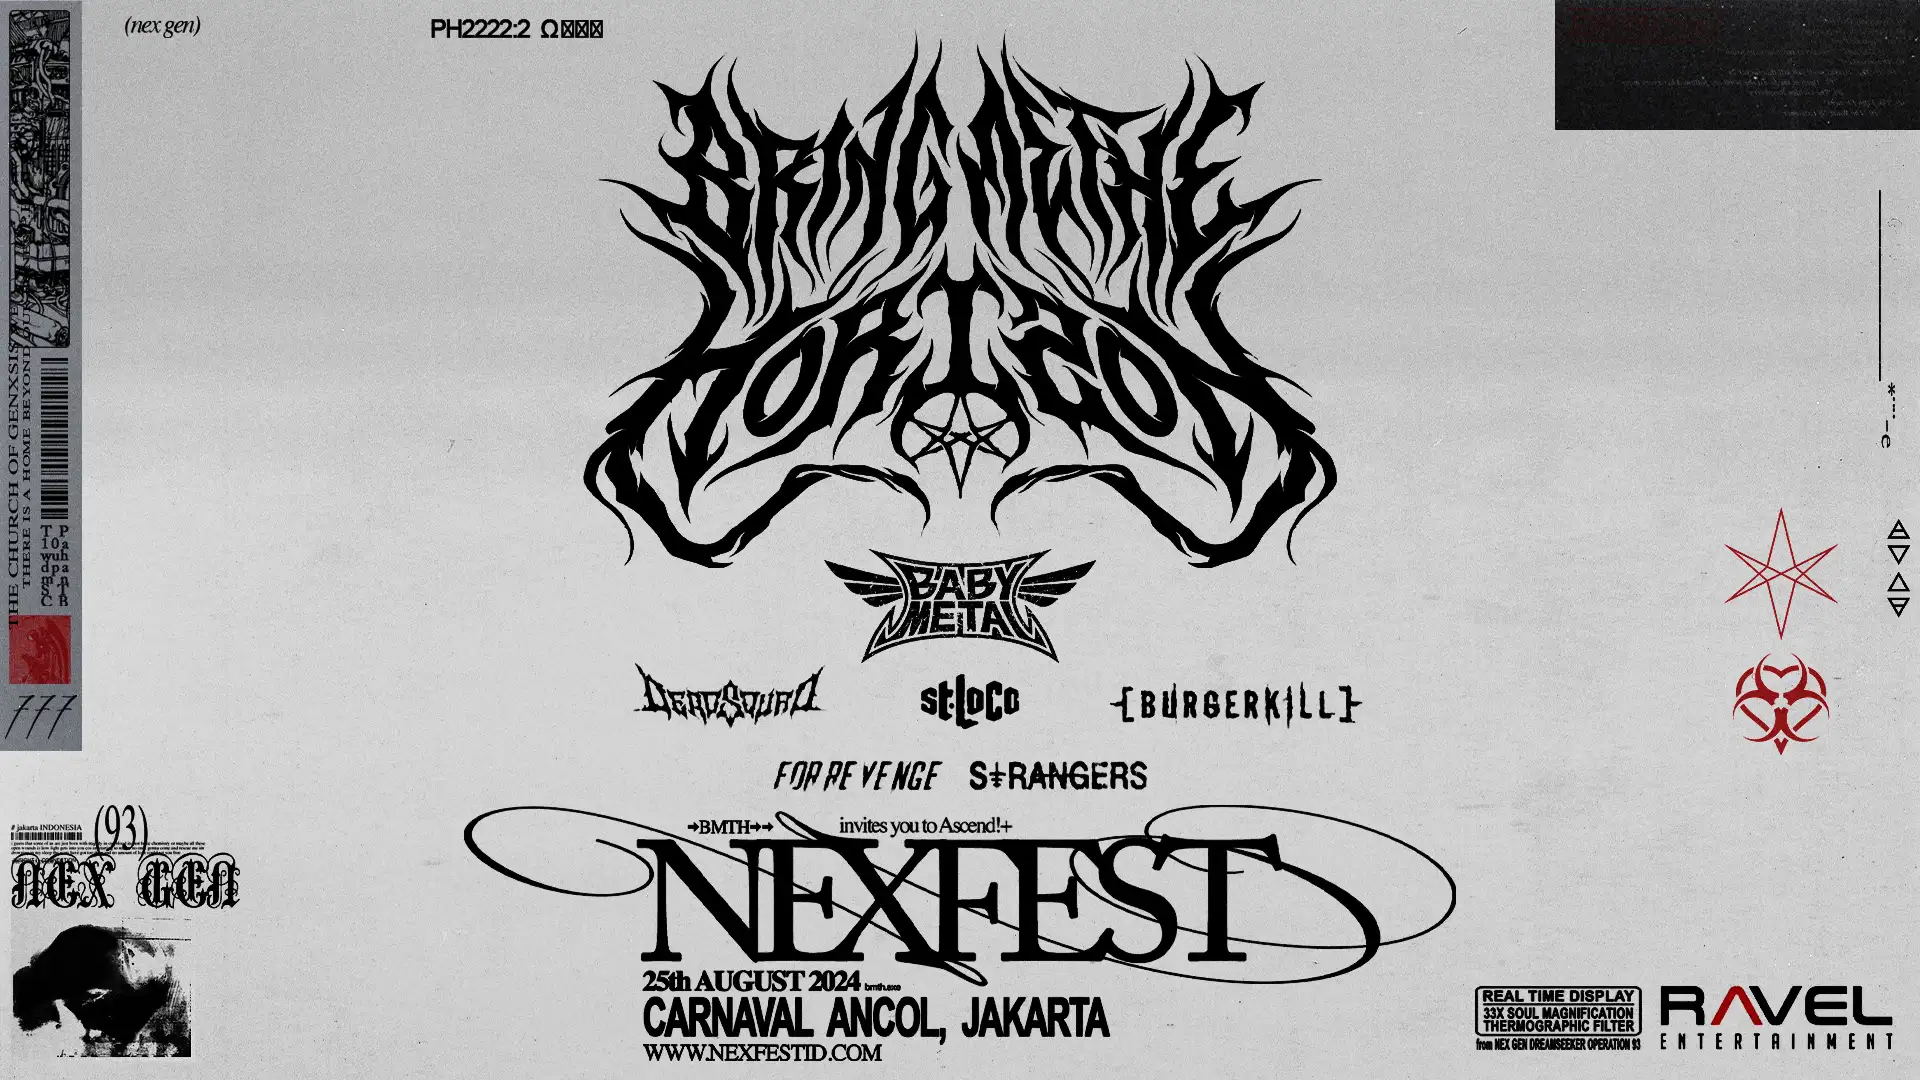 (nex gen)
PH2222:2 Ω☒☒☒
BRING ME THE
HORIZON
BABY
METAL
DEADSQUAD
St.LoCo
{BURGERKILL}
FOR REVENGE
STRANGERS
➔BMTH➔➔
invites you to Ascend!+
NEXFEST
25th AUGUST 2024 bmth.exe
CARNAVAL ANCOL, JAKARTA
WWW.NEXFESTID.COM
THE CHURCH OF GENXSIS
THERE IS A HOME BEYOND
777
(93)
# jakarta INDONESIA
NEX GEN
REAL TIME DISPLAY
33X SOUL MAGNIFICATION
THERMOGRAPHIC FILTER
from NEX GEN DREAMSEEKER OPERATION 93
RAVEL
ENTERTAINMENT